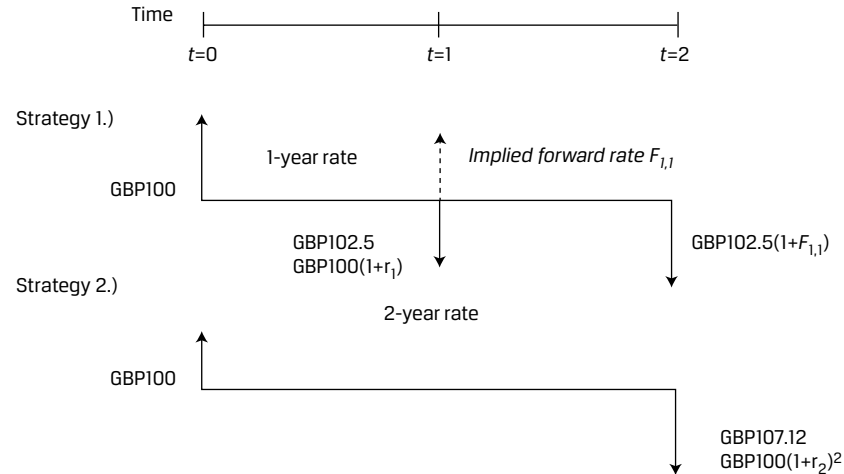 Time
t=0
t=1
t=2
Strategy 1.)
1-year rate
Implied forward rate F1,1
GBP100
GBP102.5
GBP100(1+r1)
GBP102.5(1+F1,1)
Strategy 2.)
2-year rate
GBP100
GBP107.12
GBP100(1+r2)²